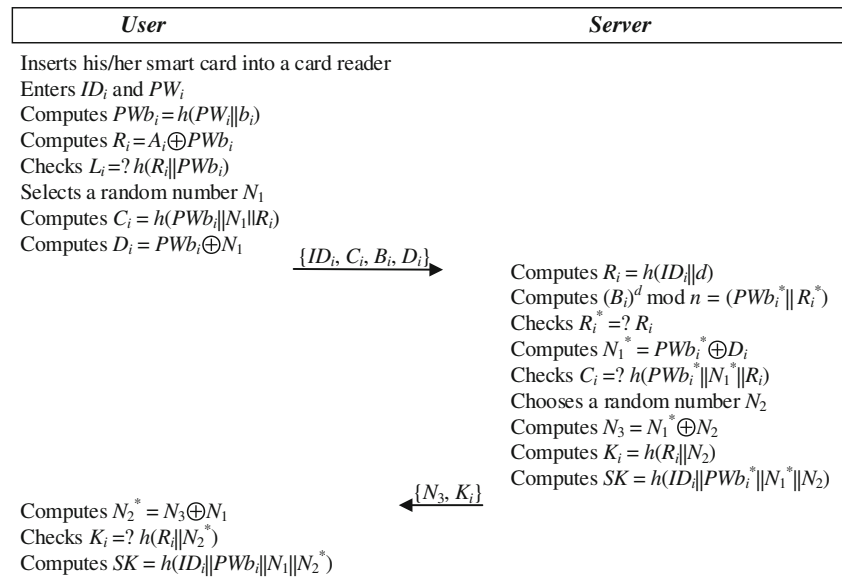 User Server
Inserts his/her smart card into a card reader
Enters IDᵢ and PWᵢ
Computes PWbᵢ = h(PWᵢ||bᵢ)
Computes Rᵢ = Aᵢ⊕PWbᵢ
Checks Lᵢ =? h(Rᵢ||PWbᵢ)
Selects a random number N₁
Computes Cᵢ = h(PWbᵢ||N₁||Rᵢ)
Computes Dᵢ = PWbᵢ⊕N₁
{IDᵢ, Cᵢ, Bᵢ, Dᵢ}
Computes Rᵢ = h(IDᵢ||d)
Computes (Bᵢ)ᵈ mod n = (PWbᵢ*|| Rᵢ*)
Checks Rᵢ* =? Rᵢ
Computes N₁* = PWbᵢ*⊕Dᵢ
Checks Cᵢ =? h(PWbᵢ*||N₁*||Rᵢ)
Chooses a random number N₂
Computes N₃ = N₁*⊕N₂
Computes Kᵢ = h(Rᵢ||N₂)
Computes SK = h(IDᵢ||PWbᵢ*||N₁*||N₂)
{N₃, Kᵢ}
Computes N₂* = N₃⊕N₁
Checks Kᵢ =? h(Rᵢ||N₂*)
Computes SK = h(IDᵢ||PWbᵢ||N₁||N₂*)